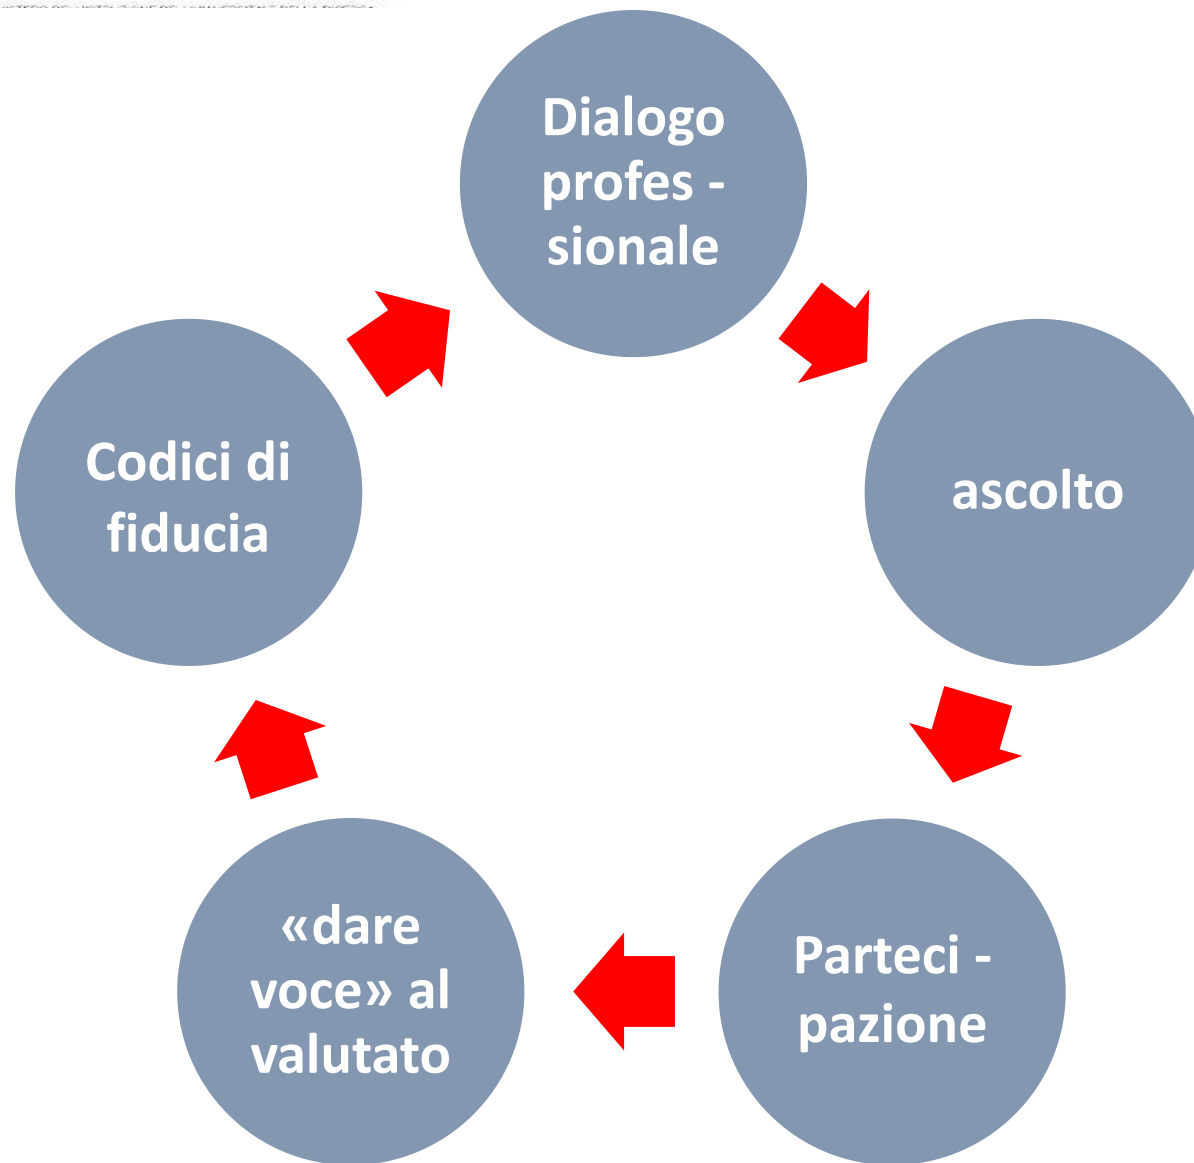 Dialogo
profes -
sionale
ascolto
Parteci -
pazione
«dare
voce» al
valutato
Codici di
fiducia